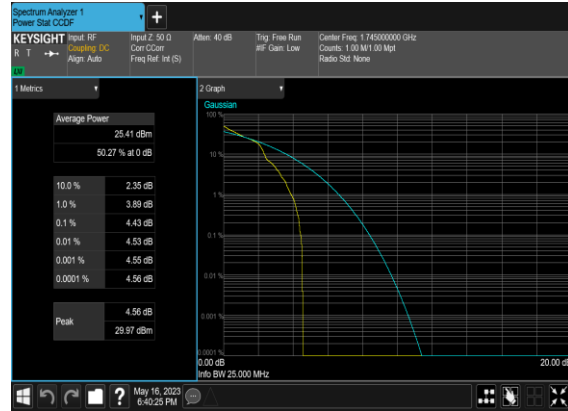 Spectrum Analyzer 1
Power Stat CCDF
KEYSIGHT
R T
Input: RF
Coupling: DC
Align: Auto
Input Z: 50 Ω
Corr CCorr
Freq Ref: Int (S)
Atten: 40 dB
Trig: Free Run
#IF Gain: Low
Center Freq: 1.745000000 GHz
Counts: 1.00 M/1.00 Mpt
Radio Std: None
1 Metrics
Average Power
25.41 dBm
50.27 % at 0 dB
10.0 % 2.35 dB
1.0 % 3.89 dB
0.1 % 4.43 dB
0.01 % 4.53 dB
0.001 % 4.55 dB
0.0001 % 4.56 dB
Peak
4.56 dB
29.97 dBm
2 Graph
Gaussian
100 %
10 %
1 %
0.1 %
0.01 %
0.001 %
0.0001 %
0.00 dB
20.00 dB
Info BW 25.000 MHz
May 16, 2023
6:40:25 PM